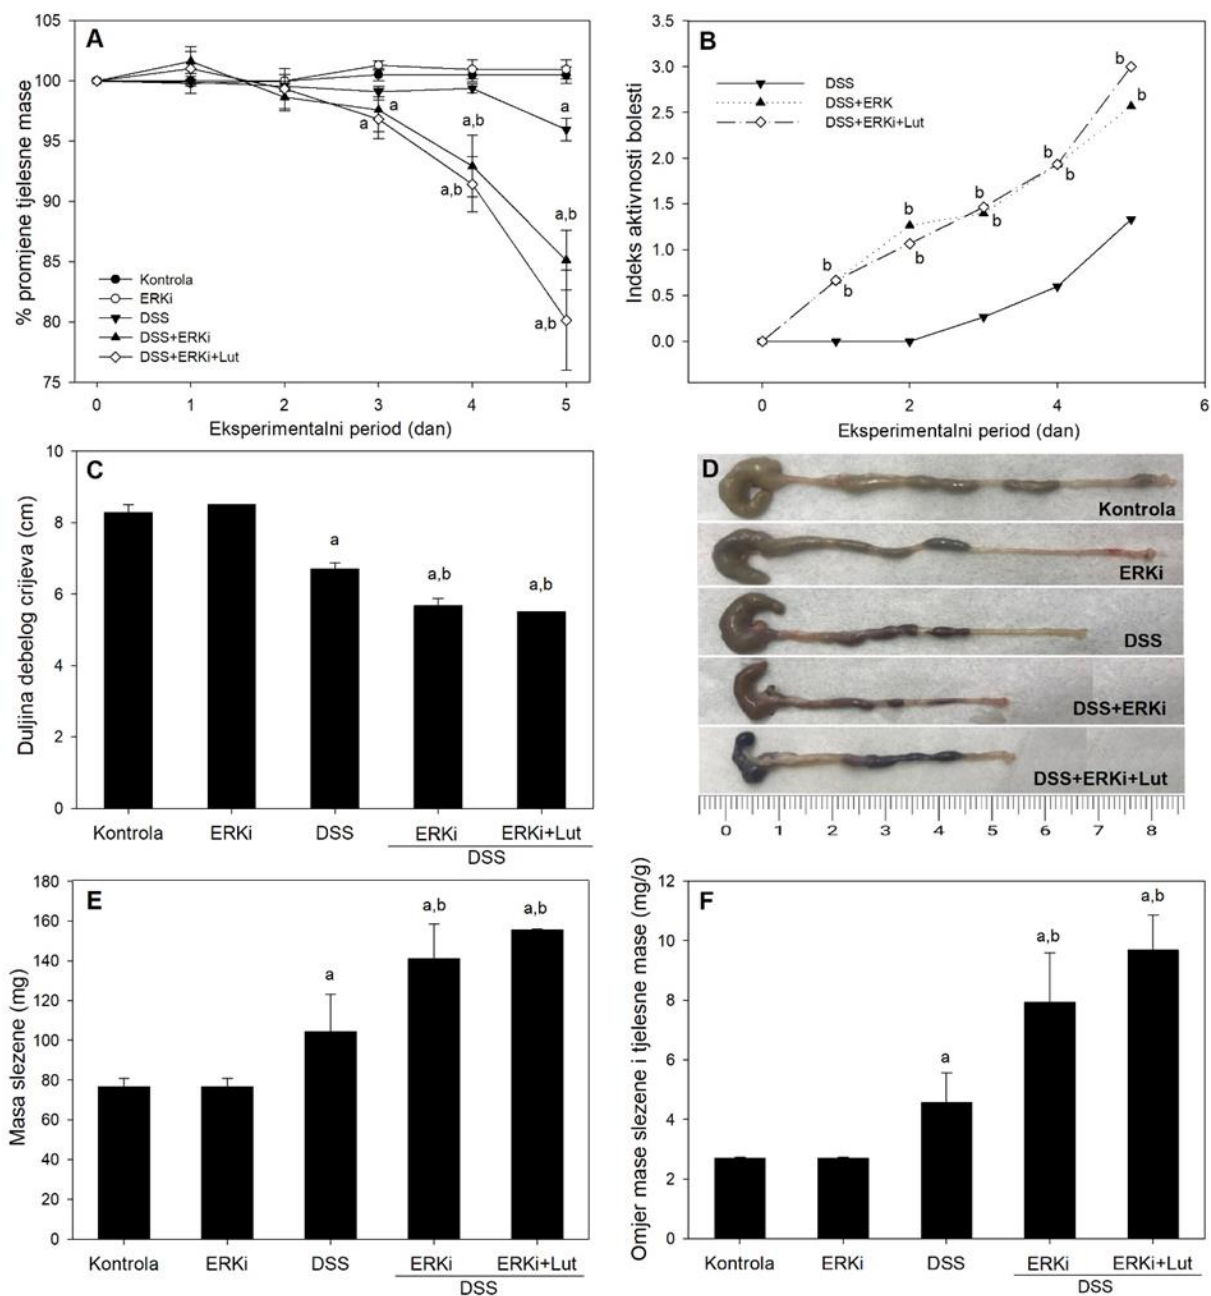 A
% promjene tjelesne mase
105
100
95
90
85
80
75
a
a
a,b
a,b
a
a,b
a,b
Kontrola
ERKi
DSS
DSS+ERKi
DSS+ERKi+Lut
0 1 2 3 4 5
Eksperimentalni period (dan)
B
Indeks aktivnosti bolesti
3.0
2.5
2.0
1.5
1.0
0.5
0.0
DSS
DSS+ERK
DSS+ERKi+Lut
b
b
b
b
b
b
b
b
b
b
0 2 4 6
Eksperimentalni period (dan)
C
Duljina debelog crijeva (cm)
10
8
6
4
2
0
a
a,b
a,b
Kontrola ERKi DSS ERKi ERKi+Lut
DSS
D
Kontrola
ERKi
DSS
DSS+ERKi
DSS+ERKi+Lut
0 1 2 3 4 5 6 7 8
E
Masa slezene (mg)
180
160
140
120
100
80
60
40
20
0
a
a,b
a,b
Kontrola ERKi DSS ERKi ERKi+Lut
DSS
F
Omjer mase slezene i tjelesne mase (mg/g)
12
10
8
6
4
2
0
a
a,b
a,b
Kontrola ERKi DSS ERKi ERKi+Lut
DSS